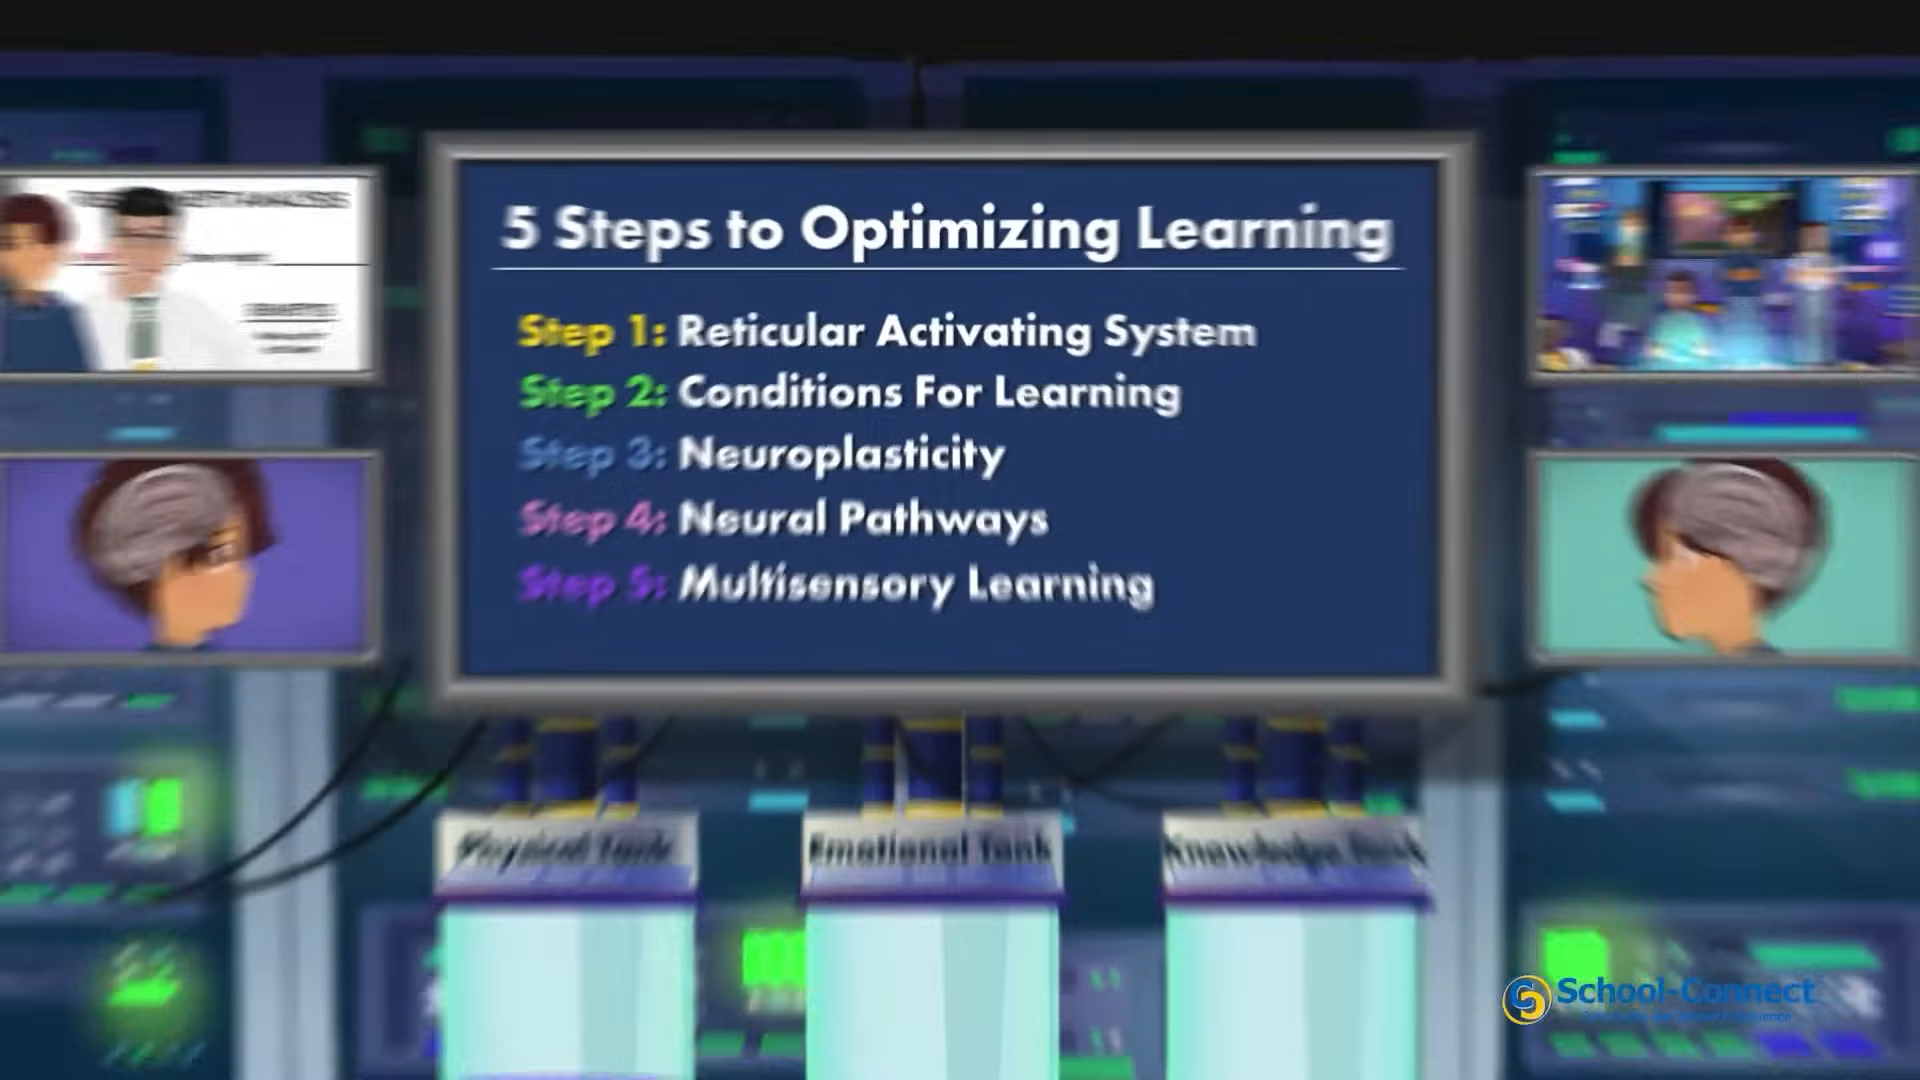 5 Steps to Optimizing Learning
Step 1: Reticular Activating System
Step 2: Conditions For Learning
Step 3: Neuroplasticity
Step 4: Neural Pathways
Step 5: Multisensory Learning
Physical Tank
Emotional Tank
Knowledge Tank
School-Connect